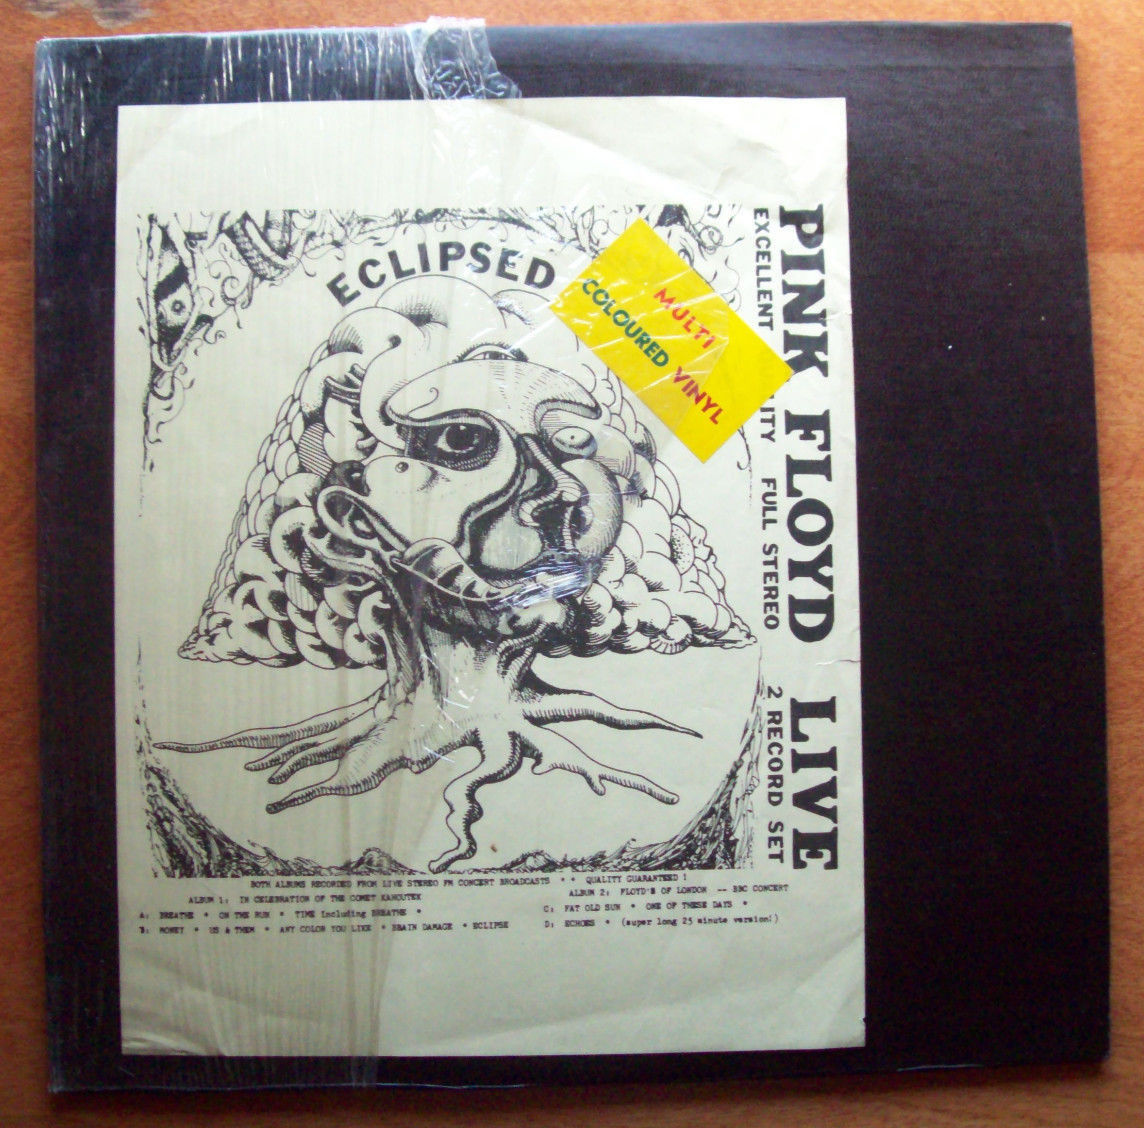 ECLIPSED
MULTI
COLOURED VINYL
PINK FLOYD LIVE
EXCELLENT FULL STEREO 2 RECORD SET
BOTH ALBUMS RECORDED FROM LIVE STEREO FM CONCERT BROADCASTS * * QUALITY GUARANTEED !
ALBUM 1: IN CELEBRATION OF THE COMET KAHOUTEK
A: BREATHE * ON THE RUN * TIME including BREATHE *
B: MONEY * US & THEM * ANY COLOR YOU LIKE * BRAIN DAMAGE * ECLIPSE
ALBUM 2: FLOYD'S OF LONDON -- BBC CONCERT
C: FAT OLD SUN * ONE OF THESE DAYS *
D: ECHOES * (super long 25 minute version!)